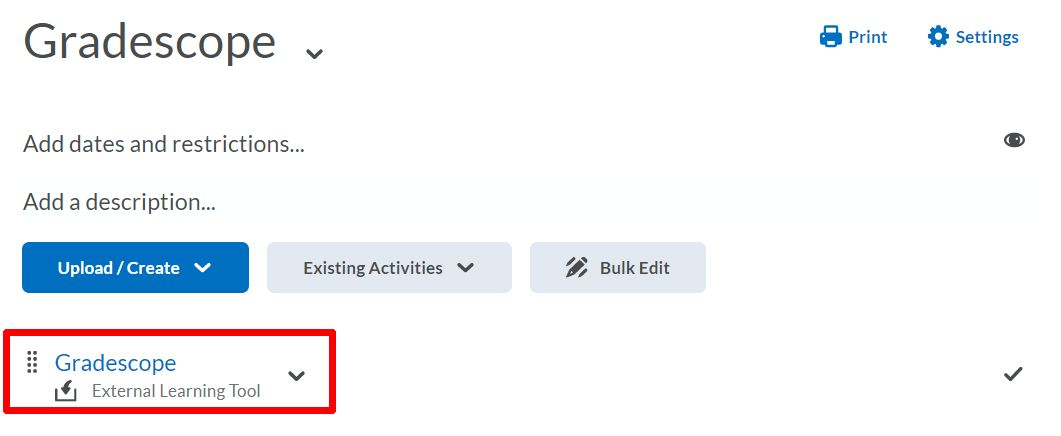 Gradescope
Print
Settings
Add dates and restrictions...
Add a description...
Upload / Create
Existing Activities
Bulk Edit
Gradescope
External Learning Tool